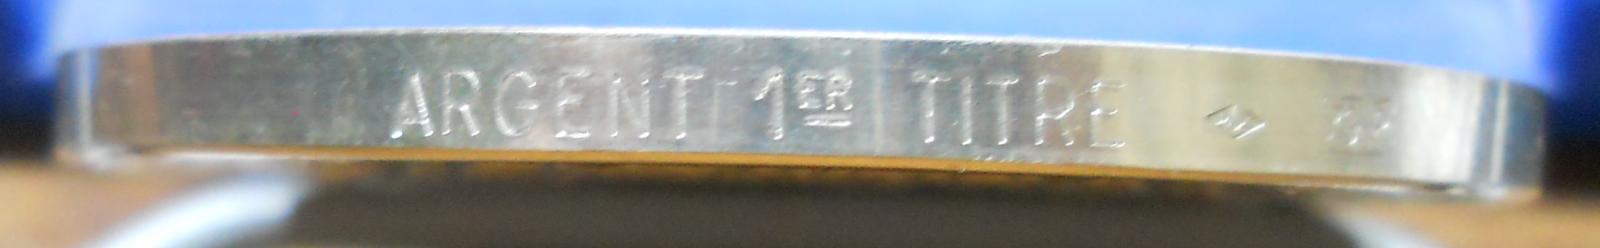 ARGENT 1ER TITRE